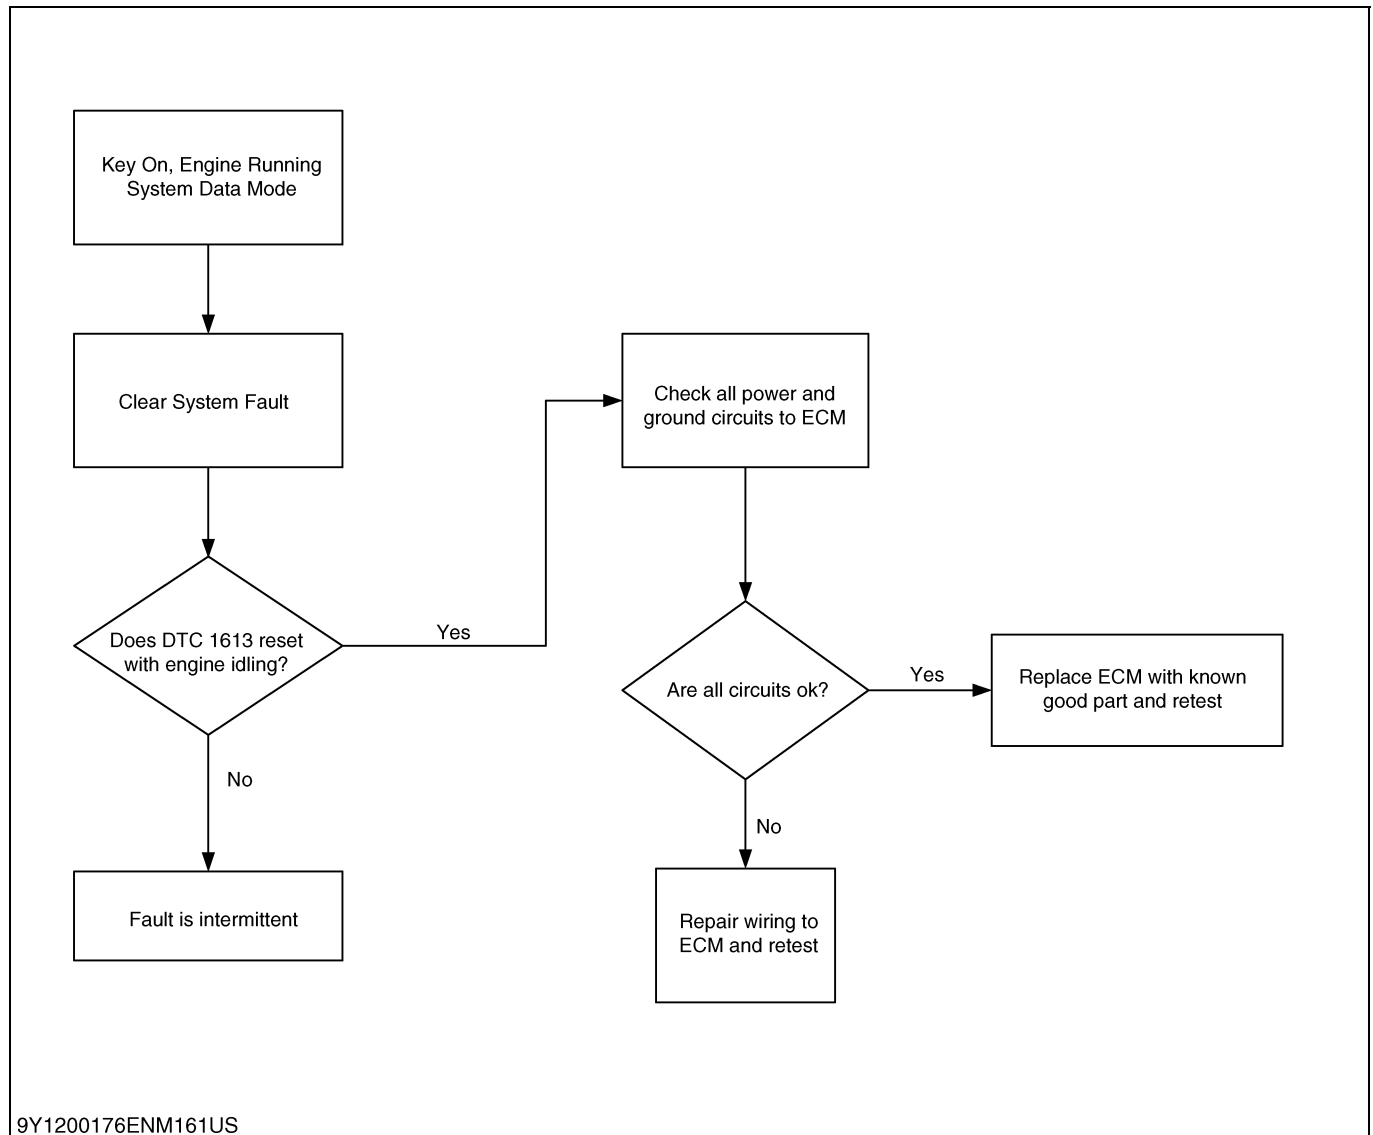 Key On, Engine Running
System Data Mode
Clear System Fault
Does DTC 1613 reset
with engine idling?
Yes
No
Fault is intermittent
Check all power and
ground circuits to ECM
Are all circuits ok?
Yes
Replace ECM with known
good part and retest
No
Repair wiring to
ECM and retest
9Y1200176ENM161US